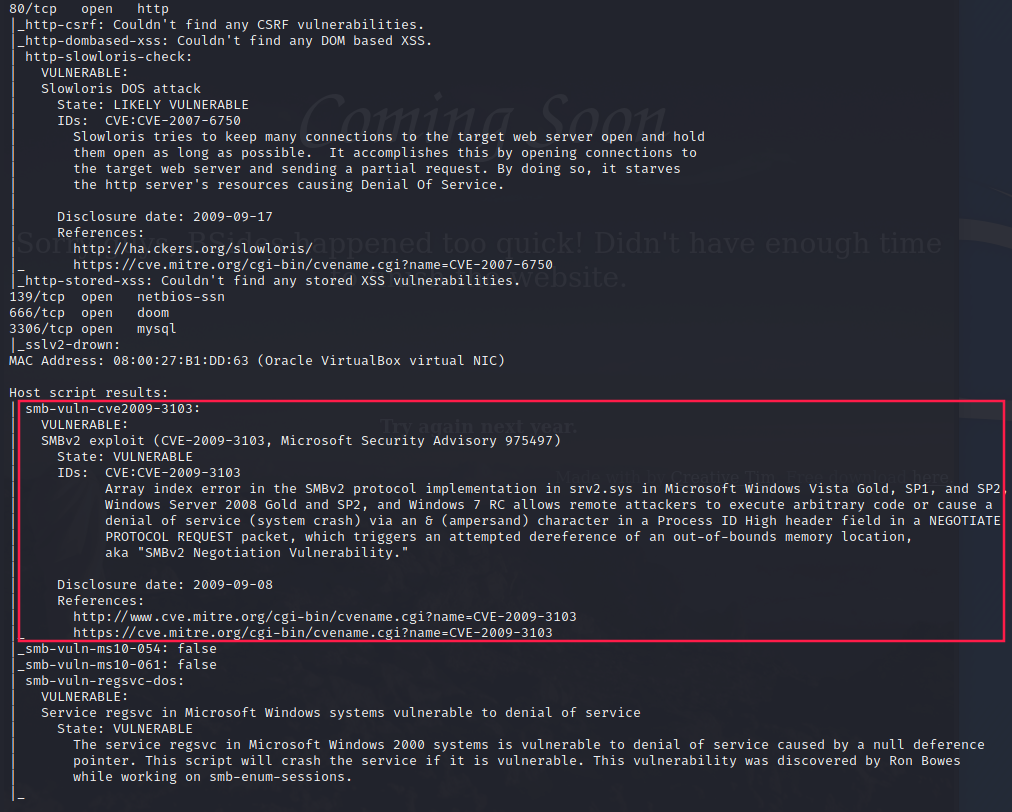 80/tcp   open   http
|_http-csrf: Couldn't find any CSRF vulnerabilities.
|_http-dombased-xss: Couldn't find any DOM based XSS.
| http-slowloris-check:
|   VULNERABLE:
|   Slowloris DOS attack
|     State: LIKELY VULNERABLE
|     IDs:  CVE:CVE-2007-6750
|       Slowloris tries to keep many connections to the target web server open and hold
|       them open as long as possible.  It accomplishes this by opening connections to
|       the target web server and sending a partial request. By doing so, it starves
|       the http server's resources causing Denial Of Service.
|
|     Disclosure date: 2009-09-17
|     References:
|       http://ha.ckers.org/slowloris/
|_      https://cve.mitre.org/cgi-bin/cvename.cgi?name=CVE-2007-6750
|_http-stored-xss: Couldn't find any stored XSS vulnerabilities.
139/tcp  open   netbios-ssn
666/tcp  open   doom
3306/tcp open   mysql
|_sslv2-drown:
MAC Address: 08:00:27:B1:DD:63 (Oracle VirtualBox virtual NIC)

Host script results:
| smb-vuln-cve2009-3103:
|   VULNERABLE:
|   SMBv2 exploit (CVE-2009-3103, Microsoft Security Advisory 975497)
|     State: VULNERABLE
|     IDs:  CVE:CVE-2009-3103
|           Array index error in the SMBv2 protocol implementation in srv2.sys in Microsoft Windows Vista Gold, SP1, and SP2,
|           Windows Server 2008 Gold and SP2, and Windows 7 RC allows remote attackers to execute arbitrary code or cause a
|           denial of service (system crash) via an & (ampersand) character in a Process ID High header field in a NEGOTIATE
|           PROTOCOL REQUEST packet, which triggers an attempted dereference of an out-of-bounds memory location,
|           aka "SMBv2 Negotiation Vulnerability."
|
|     Disclosure date: 2009-09-08
|     References:
|       http://www.cve.mitre.org/cgi-bin/cvename.cgi?name=CVE-2009-3103
|_      https://cve.mitre.org/cgi-bin/cvename.cgi?name=CVE-2009-3103
|_smb-vuln-ms10-054: false
|_smb-vuln-ms10-061: false
| smb-vuln-regsvc-dos:
|   VULNERABLE:
|   Service regsvc in Microsoft Windows systems vulnerable to denial of service
|     State: VULNERABLE
|       The service regsvc in Microsoft Windows 2000 systems is vulnerable to denial of service caused by a null deference
|       pointer. This script will crash the service if it is vulnerable. This vulnerability was discovered by Ron Bowes
|       while working on smb-enum-sessions.
|_
Coming Soon
happened too quick! Didn't have enough time
website.
Try again next year.